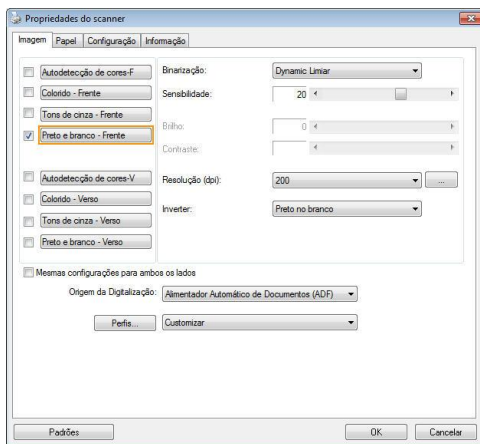 Propriedades do scanner
Imagem Papel Configuração Informação
Autodetecção de cores-F
Colorido - Frente
Tons de cinza - Frente
Preto e branco - Frente
Autodetecção de cores-V
Colorido - Verso
Tons de cinza - Verso
Preto e branco - Verso
Binarização: Dynamic Limiar
Sensibilidade: 20
Brilho: 0
Contraste:
Resolução (dpi): 200 ...
Inverter: Preto no branco
Mesmas configurações para ambos os lados
Origem da Digitalização: Alimentador Automático de Documentos (ADF)
Perfis... Customizar
Padrões OK Cancelar